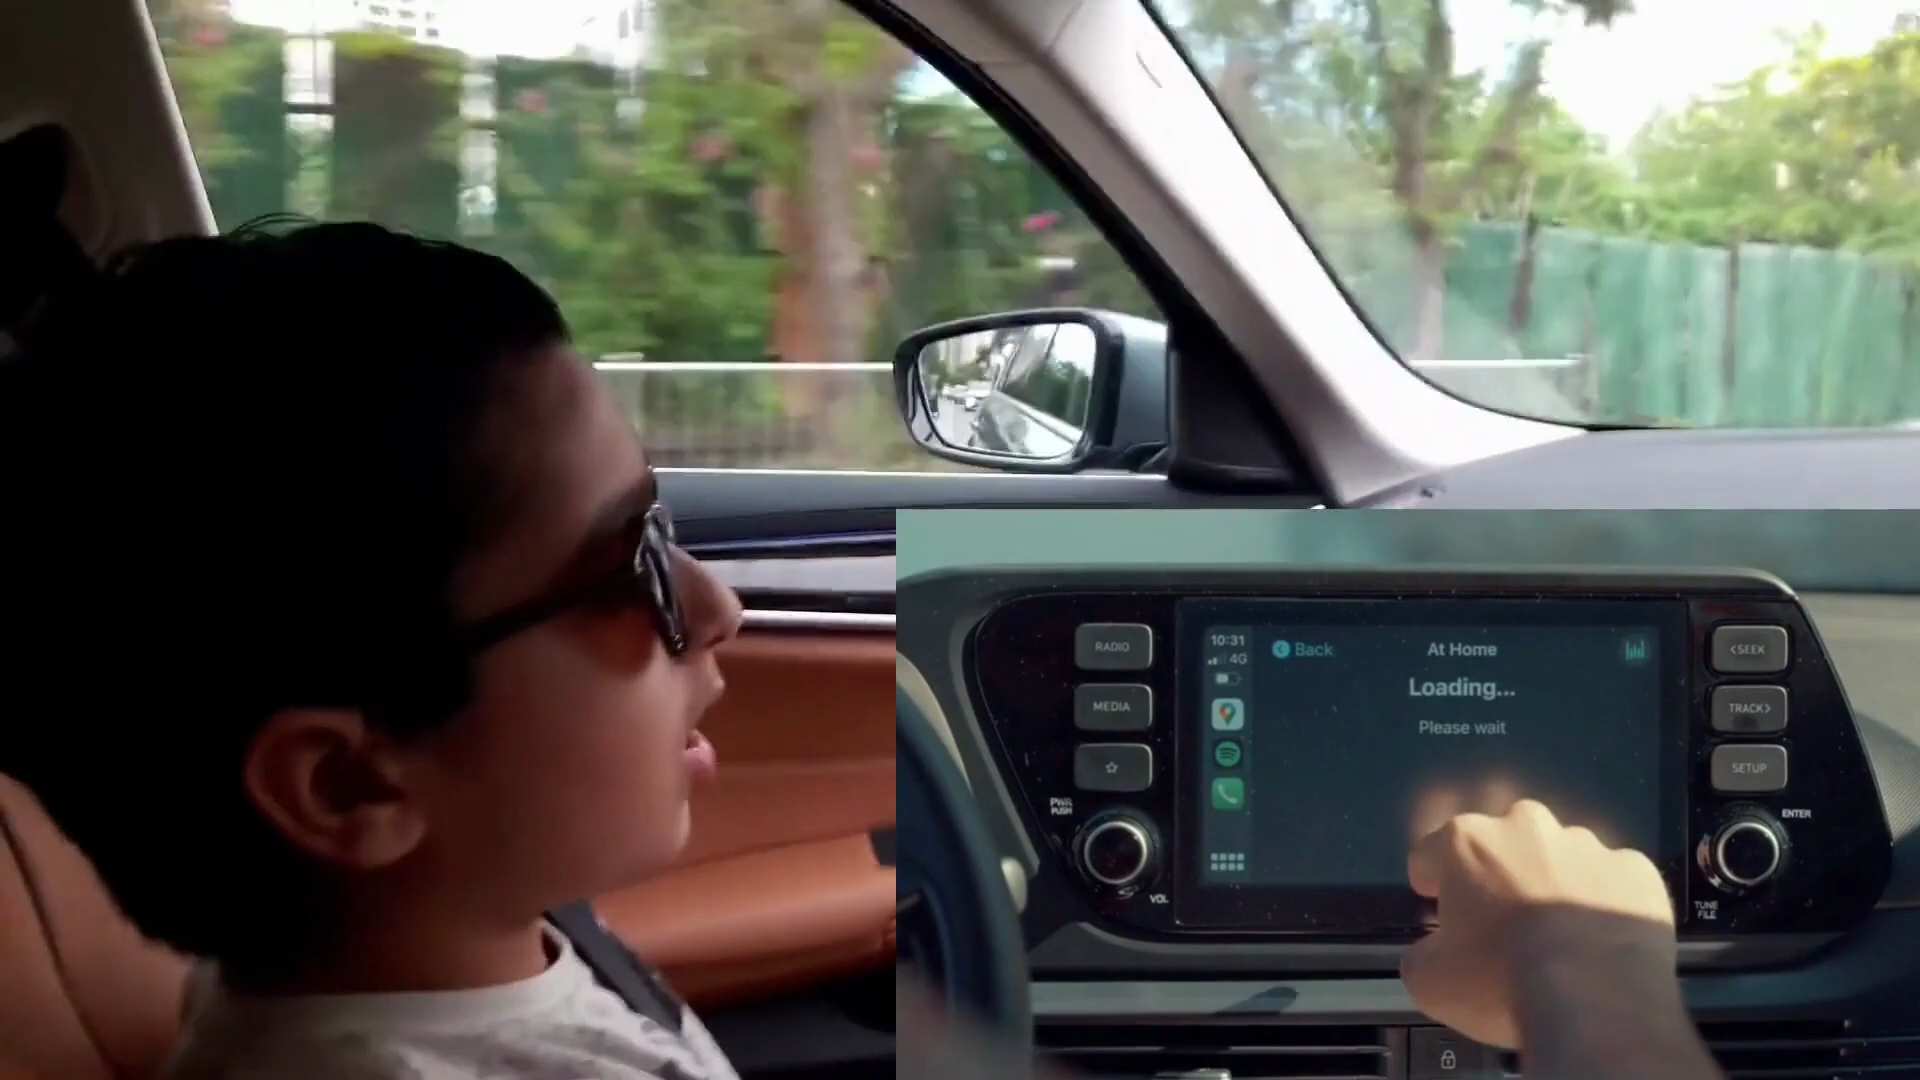 RADIO
MEDIA
PWR
PUSH
VOL
10:31
4G
Back
At Home
Loading...
Please wait
<SEEK
TRACK>
SETUP
ENTER
TUNE
FILE